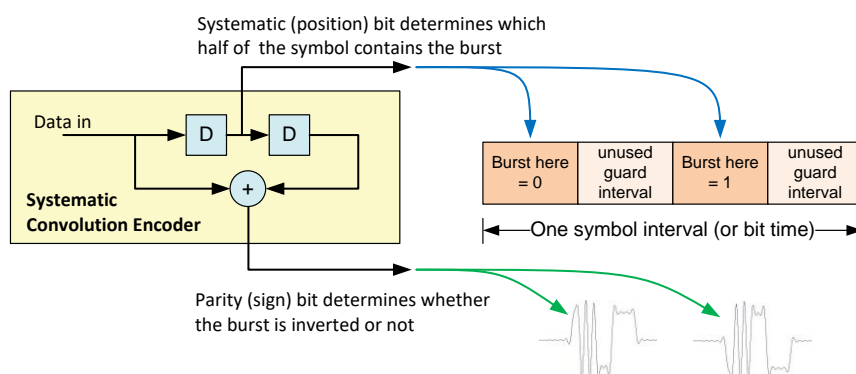 Systematic (position) bit determines which
half of the symbol contains the burst
Data in
D
D
+
Systematic
Convolution Encoder
Burst here
= 0
unused
guard
interval
Burst here
= 1
unused
guard
interval
One symbol interval (or bit time)
Parity (sign) bit determines whether
the burst is inverted or not